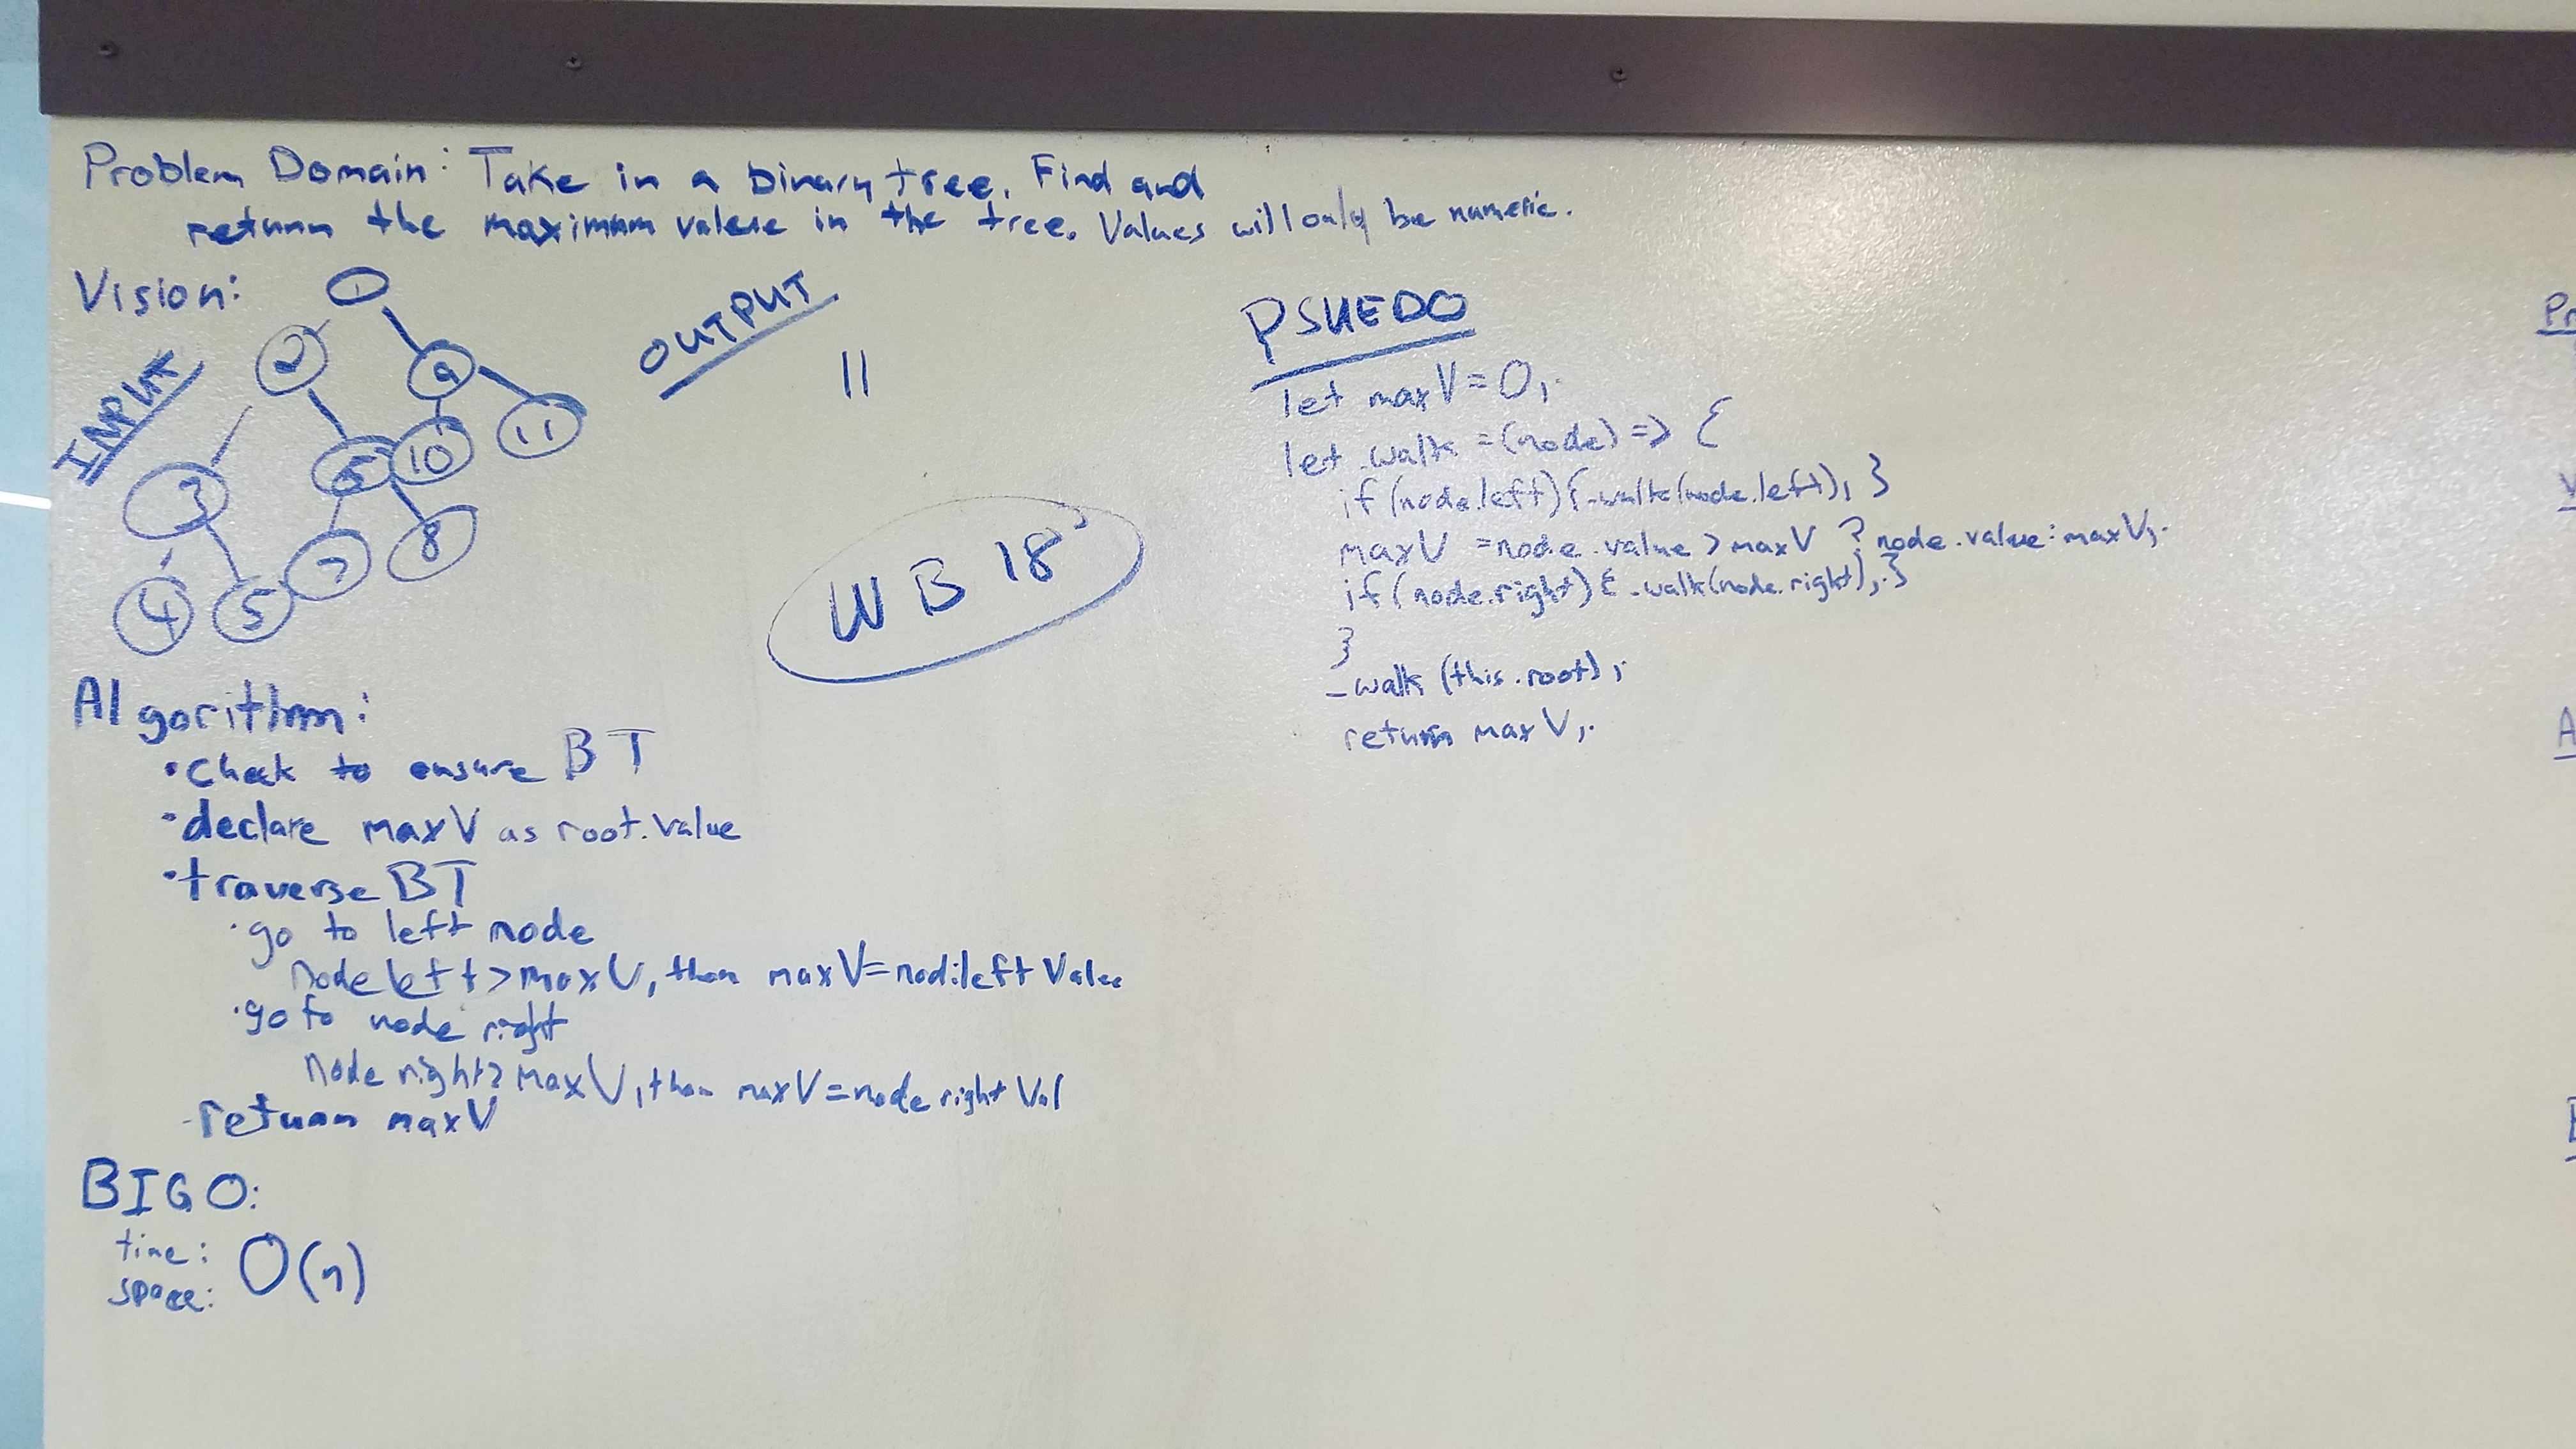 Problem Domain: Take in a binary tree. Find and
return the maximum value in the tree. Values will only be numeric.
Vision:
INPUT
1
2
9
3
6
10
11
4
5
7
8
OUTPUT
11
WB 18
Algorithm:
• Check to ensure BT
• declare maxV as root.value
• traverse BT
• go to left node
node left > maxV, then maxV = node.left Value
• go to node right
node right > maxV, then maxV = node right Val
- return maxV
BIG O:
time:
space: O(n)
PSUEDO
let maxV = 0;
let _walk = (node) => {
if (node.left) { _walk(node.left); }
maxV = node.value > maxV ? node.value : maxV;
if (node.right) { _walk(node.right); }
}
_walk (this.root);
return maxV;
Pr
V
A